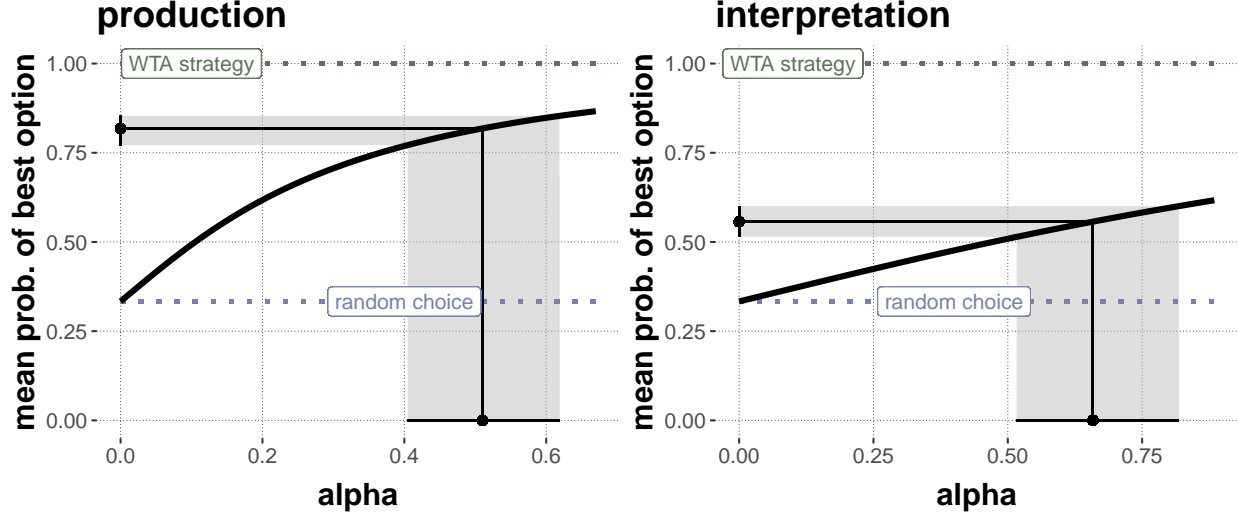 production
mean prob. of best option
1.00
0.75
0.50
0.25
0.00
WTA strategy
random choice
0.0 0.2 0.4 0.6
alpha
interpretation
mean prob. of best option
1.00
0.75
0.50
0.25
0.00
WTA strategy
random choice
0.00 0.25 0.50 0.75
alpha